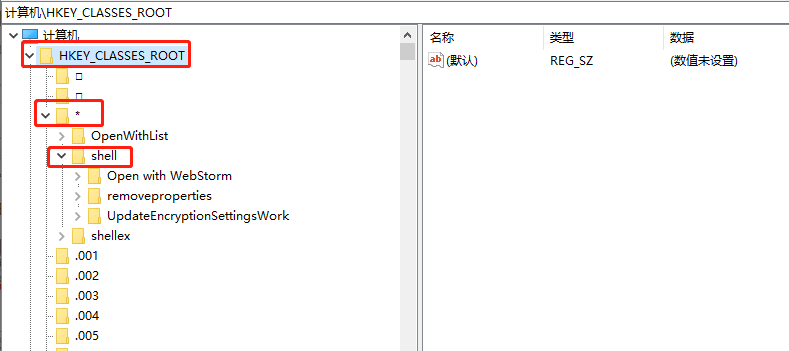 计算机\HKEY_CLASSES_ROOT
计算机
HKEY_CLASSES_ROOT
*
OpenWithList
shell
Open with WebStorm
removeproperties
UpdateEncryptionSettingsWork
shellex
.001
.002
.003
.004
.005
名称 类型 数据
ab (默认) REG_SZ (数值未设置)